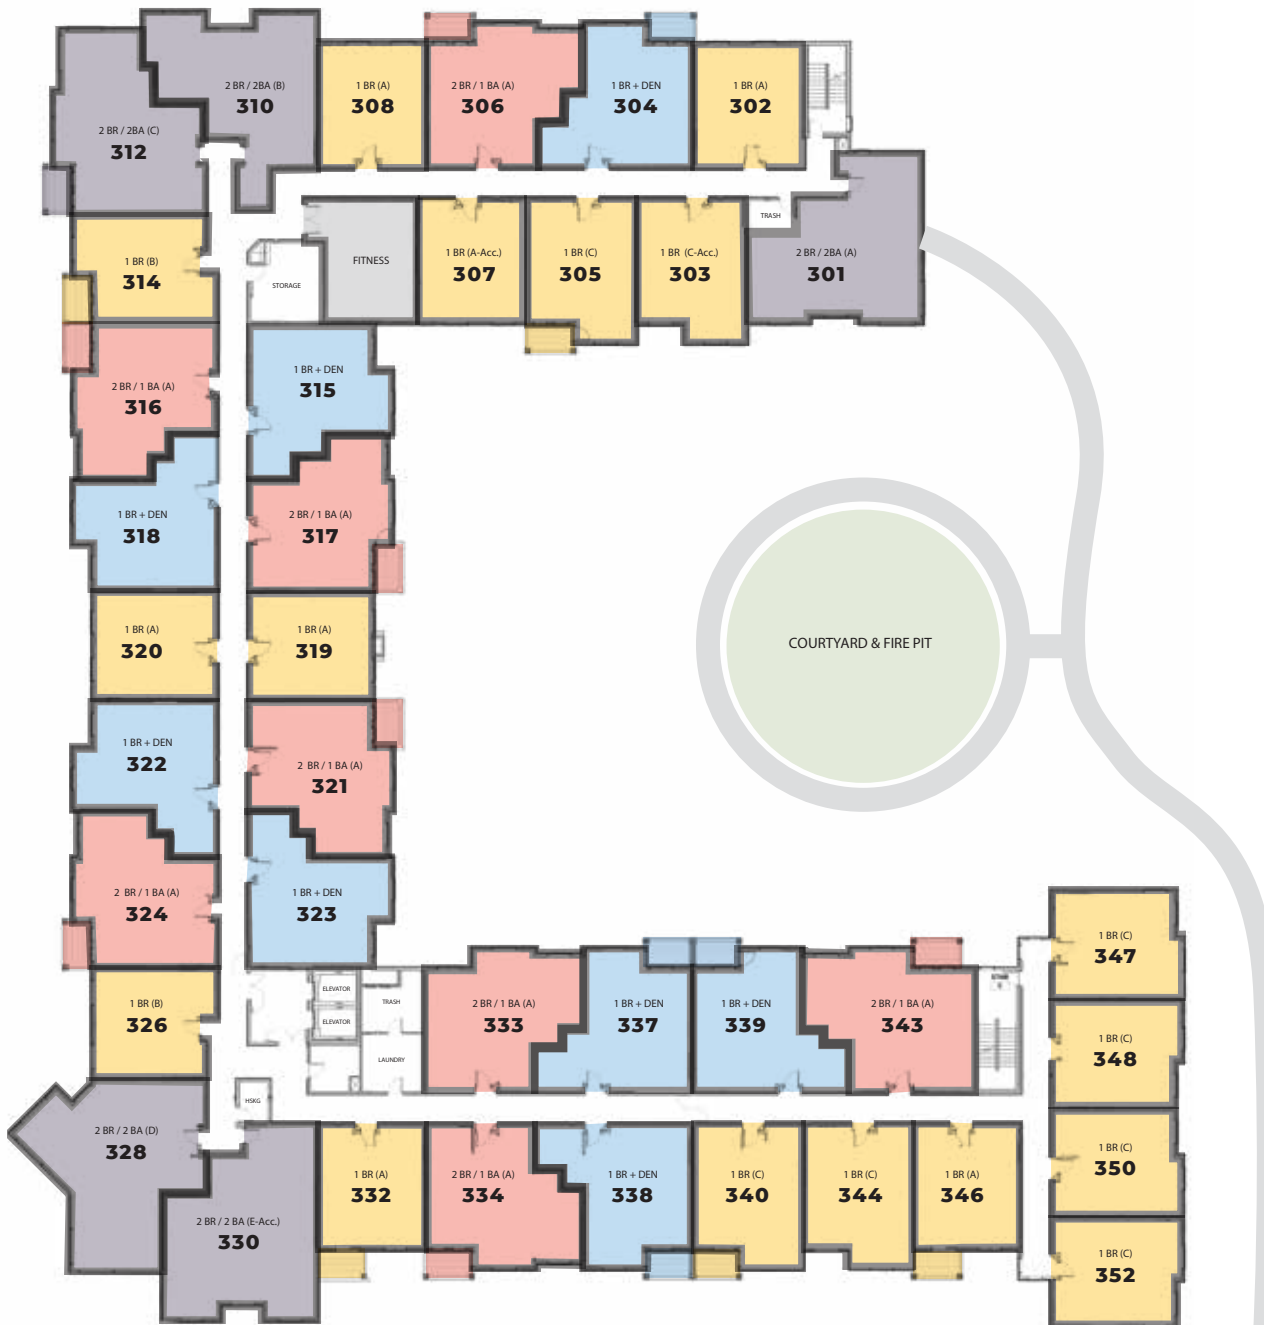 2 BR / 2BA (B)
310
1 BR (A)
308
2 BR / 1 BA (A)
306
1 BR + DEN
304
1 BR (A)
302
2 BR / 2BA (C)
312
TRASH
2 BR / 2BA (A)
301
1 BR (A-Acc.)
307
1 BR (C)
305
1 BR (C-Acc.)
303
FITNESS
STORAGE
1 BR (B)
314
2 BR / 1 BA (A)
316
1 BR + DEN
315
1 BR + DEN
318
2 BR / 1 BA (A)
317
1 BR (A)
320
1 BR (A)
319
COURTYARD & FIRE PIT
1 BR + DEN
322
2 BR / 1 BA (A)
321
2 BR / 1 BA (A)
324
1 BR + DEN
323
1 BR (B)
326
ELEVATOR
ELEVATOR
TRASH
LAUNDRY
2 BR / 1 BA (A)
333
1 BR + DEN
337
1 BR + DEN
339
2 BR / 1 BA (A)
343
1 BR (C)
347
1 BR (C)
348
HSKG
2 BR / 2 BA (D)
328
2 BR / 2 BA (E-Acc.)
330
1 BR (A)
332
2 BR / 1 BA (A)
334
1 BR + DEN
338
1 BR (C)
340
1 BR (C)
344
1 BR (A)
346
1 BR (C)
350
1 BR (C)
352